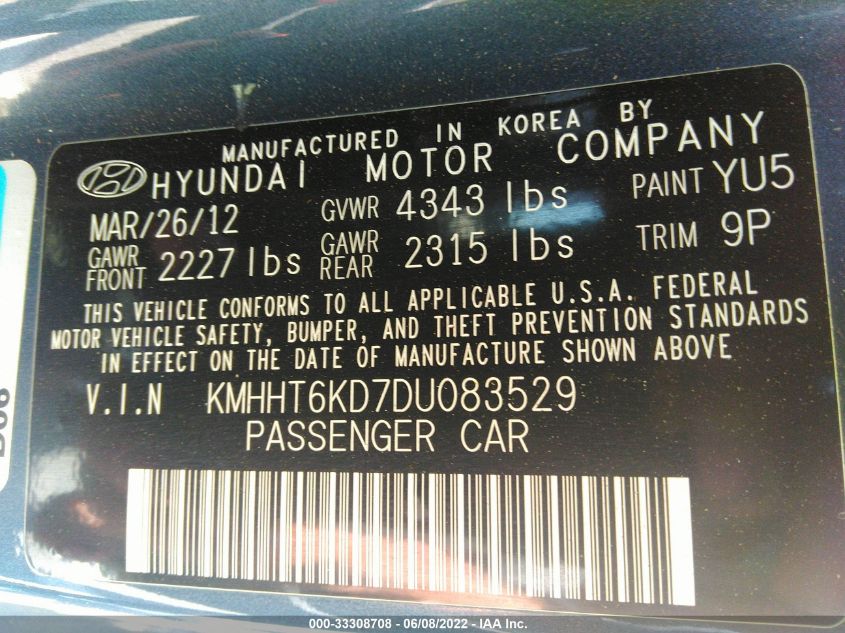 MANUFACTURED IN KOREA BY
HYUNDAI MOTOR COMPANY
MAR/26/12 GVWR 4343 lbs PAINT YU5
GAWR FRONT 2227 lbs GAWR REAR 2315 lbs TRIM 9P
THIS VEHICLE CONFORMS TO ALL APPLICABLE U.S.A. FEDERAL
MOTOR VEHICLE SAFETY, BUMPER, AND THEFT PREVENTION STANDARDS
IN EFFECT ON THE DATE OF MANUFACTURE SHOWN ABOVE
V.I.N KMHHT6KD7DU083529
PASSENGER CAR
000-33308708 - 06/08/2022 - IAA Inc.